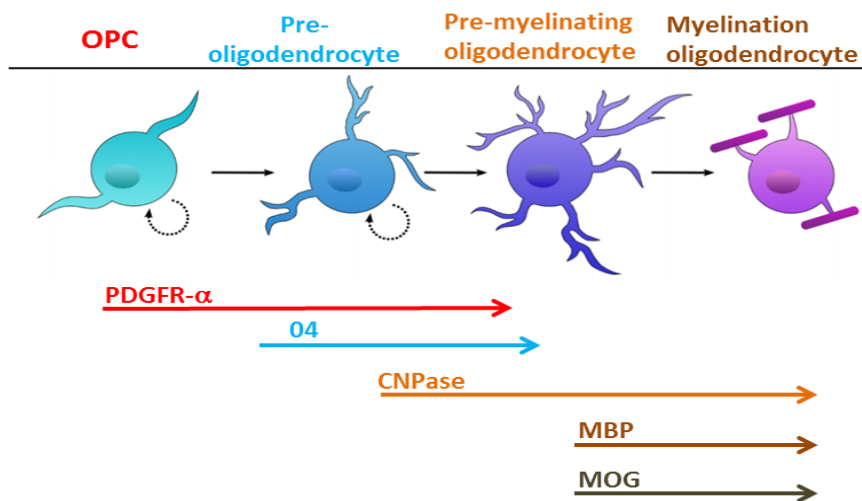 OPC
Pre-
oligodendrocyte
Pre-myelinating
oligodendrocyte
Myelination
oligodendrocyte
PDGFR-α
04
CNPase
MBP
MOG